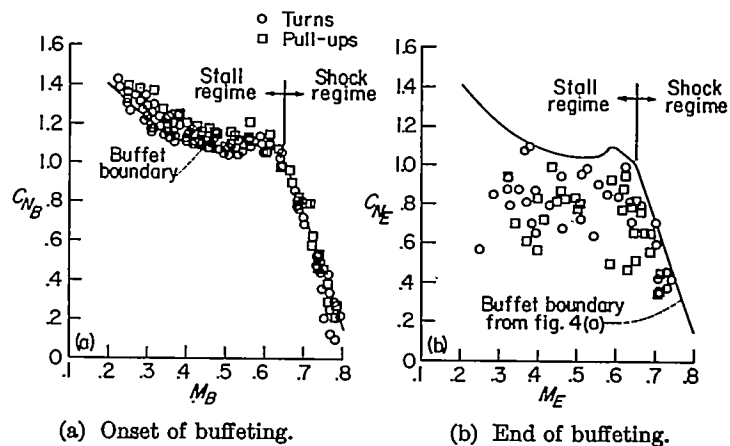 ○ Turns
□ Pull-ups
1.6
1.4
1.2
1.0
.8
.6
.4
.2
0
C_{N_B}
Stall regime
Shock regime
Buffet boundary
(a)
.1 .2 .3 .4 .5 .6 .7 .8
M_B
(a) Onset of buffeting.
1.6
1.4
1.2
1.0
.8
.6
.4
.2
0
C_{N_E}
Stall regime
Shock regime
Buffet boundary
from fig. 4(a)
(b)
.1 .2 .3 .4 .5 .6 .7 .8
M_E
(b) End of buffeting.